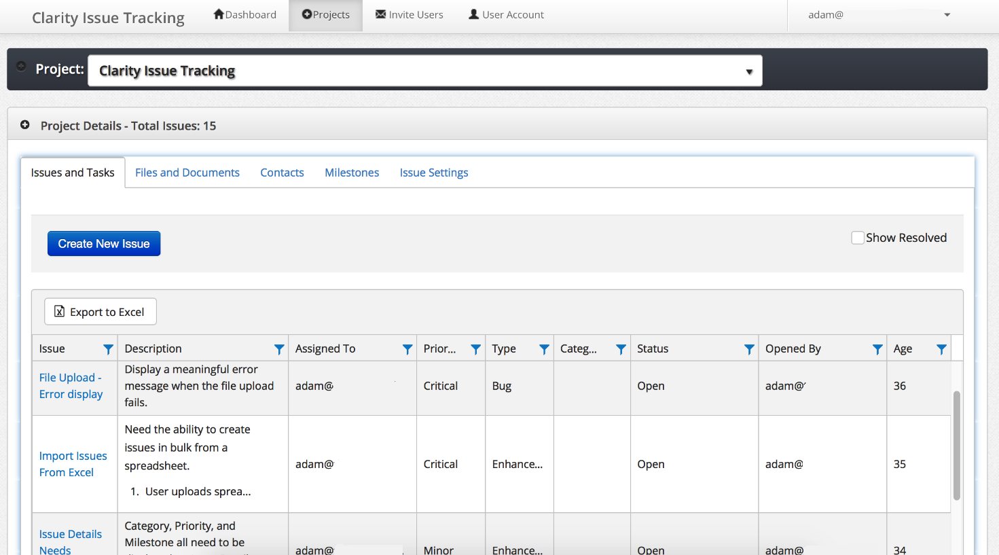 Clarity Issue Tracking
Dashboard
Projects
Invite Users
User Account
adam@
Project:
Clarity Issue Tracking
Project Details - Total Issues: 15
Issues and Tasks
Files and Documents
Contacts
Milestones
Issue Settings
Create New Issue
Show Resolved
Export to Excel
Issue
Description
Assigned To
Prior...
Type
Categ...
Status
Opened By
Age
File Upload -
Error display
Display a meaningful error
message when the file upload
fails.
adam@
Critical
Bug
Open
adam@
36
Import Issues
From Excel
Need the ability to create
issues in bulk from a
spreadsheet.
1. User uploads sprea...
adam@
Critical
Enhance...
Open
adam@
35
Issue Details
Needs
Category, Priority, and
Milestone all need to be
adam@
Minor
Enhance...
Open
adam@
34